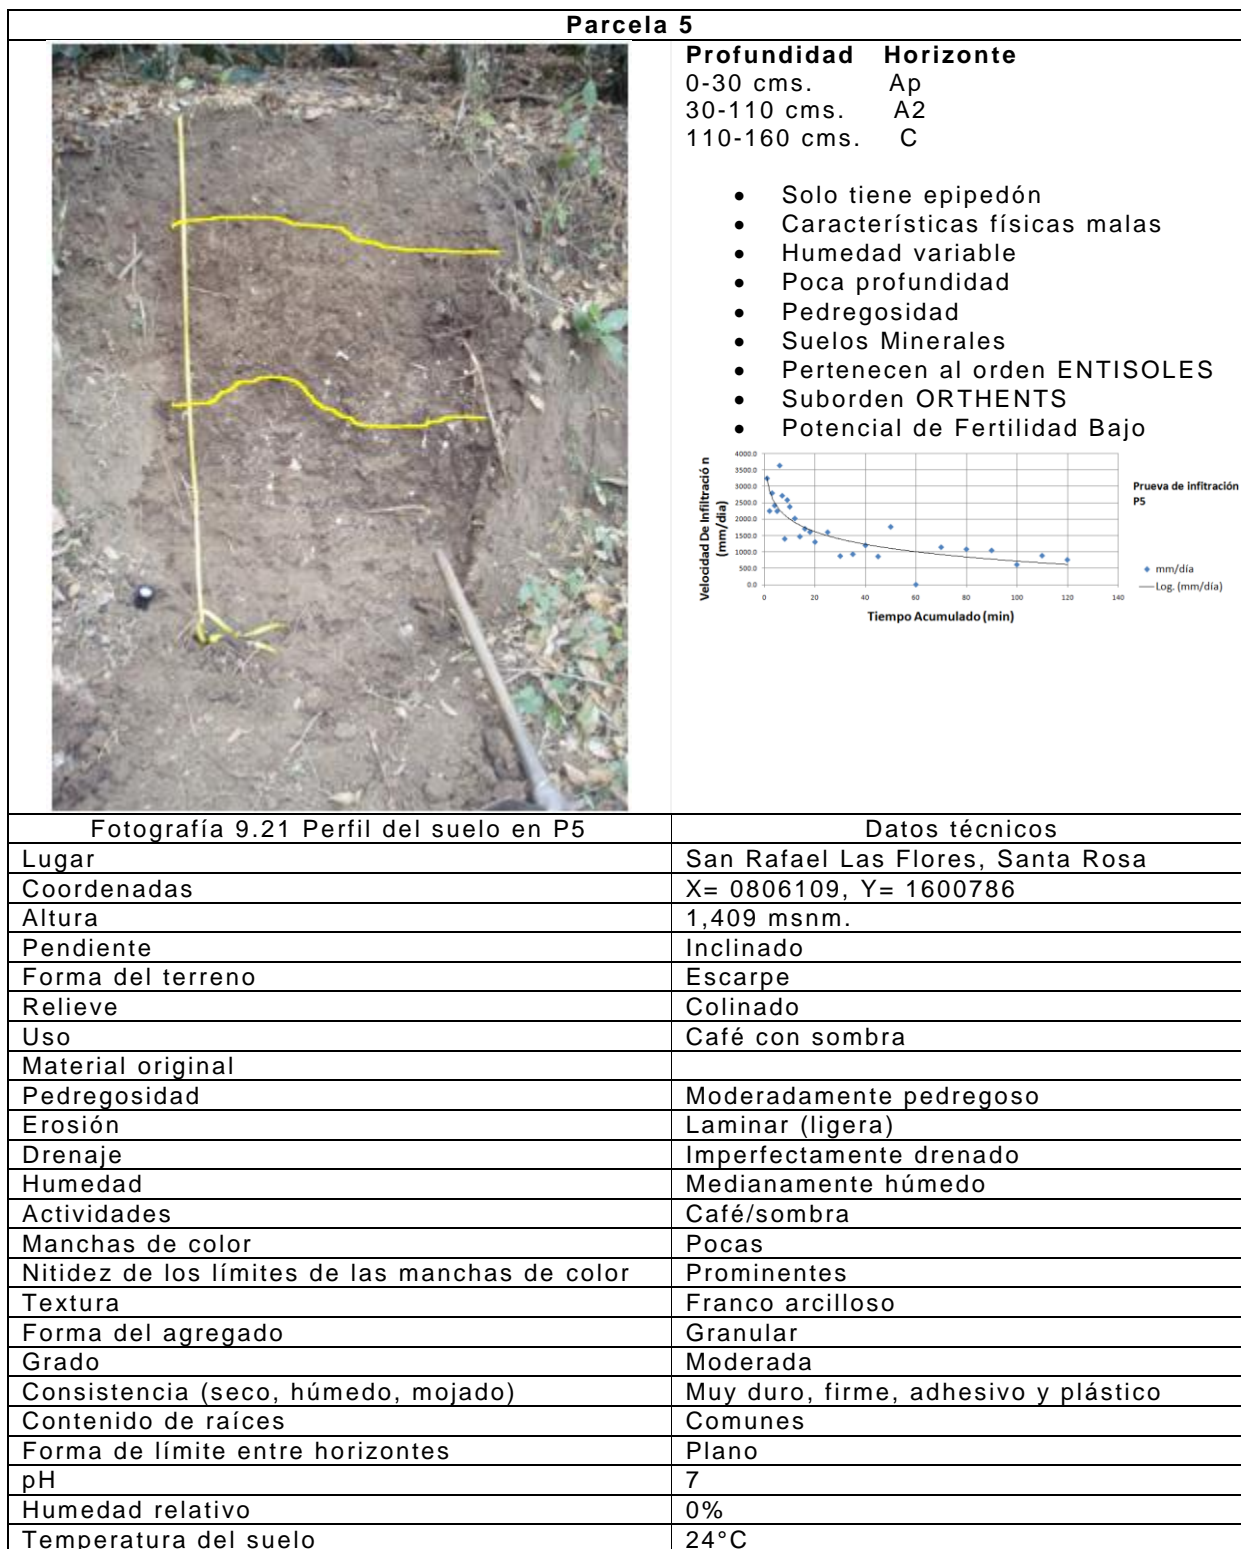 Parcela 5
Profundidad Horizonte
0-30 cms. Ap
30-110 cms. A2
110-160 cms. C
• Solo tiene epipedón
• Características físicas malas
• Humedad variable
• Poca profundidad
• Pedregosidad
• Suelos Minerales
• Pertenecen al orden ENTISOLES
• Suborden ORTHENTS
• Potencial de Fertilidad Bajo
Velocidad De Infiltració n
(mm/dia)
4000.0
3500.0
3000.0
2500.0
2000.0
1500.0
1000.0
500.0
0.0
0 20 40 60 80 100 120 140
Tiempo Acumulado (min)
Prueva de infitración
P5
mm/día
Log. (mm/día)
Fotografía 9.21 Perfil del suelo en P5 Datos técnicos
Lugar San Rafael Las Flores, Santa Rosa
Coordenadas X= 0806109, Y= 1600786
Altura 1,409 msnm.
Pendiente Inclinado
Forma del terreno Escarpe
Relieve Colinado
Uso Café con sombra
Material original
Pedregosidad Moderadamente pedregoso
Erosión Laminar (ligera)
Drenaje Imperfectamente drenado
Humedad Medianamente húmedo
Actividades Café/sombra
Manchas de color Pocas
Nitidez de los límites de las manchas de color Prominentes
Textura Franco arcilloso
Forma del agregado Granular
Grado Moderada
Consistencia (seco, húmedo, mojado) Muy duro, firme, adhesivo y plástico
Contenido de raíces Comunes
Forma de límite entre horizontes Plano
pH 7
Humedad relativo 0%
Temperatura del suelo 24°C